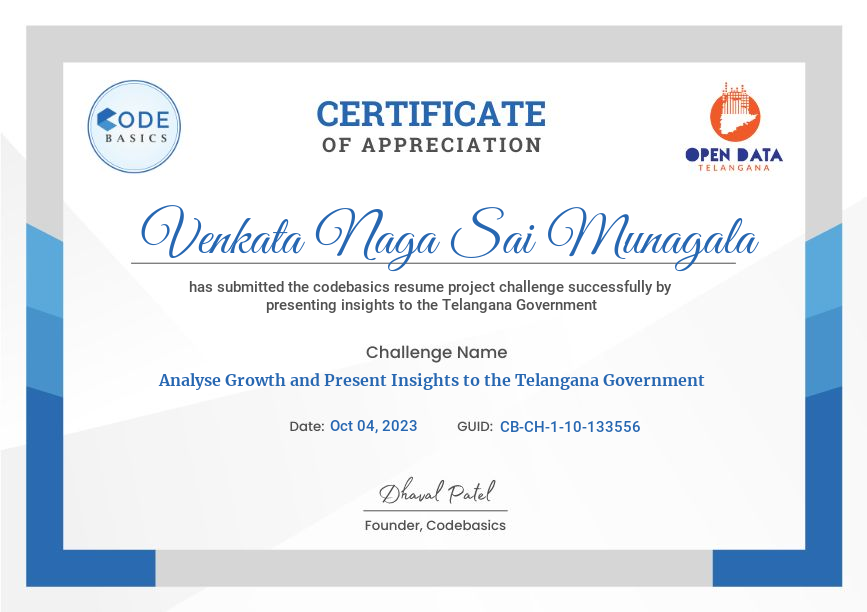 CODE
BASICS
CERTIFICATE
OF APPRECIATION
OPEN DATA
TELANGANA
Venkata Naga Sai Munagala
has submitted the codebasics resume project challenge successfully by
presenting insights to the Telangana Government
Challenge Name
Analyse Growth and Present Insights to the Telangana Government
Date: Oct 04, 2023 GUID: CB-CH-1-10-133556
Dhaval Patel
Founder, Codebasics